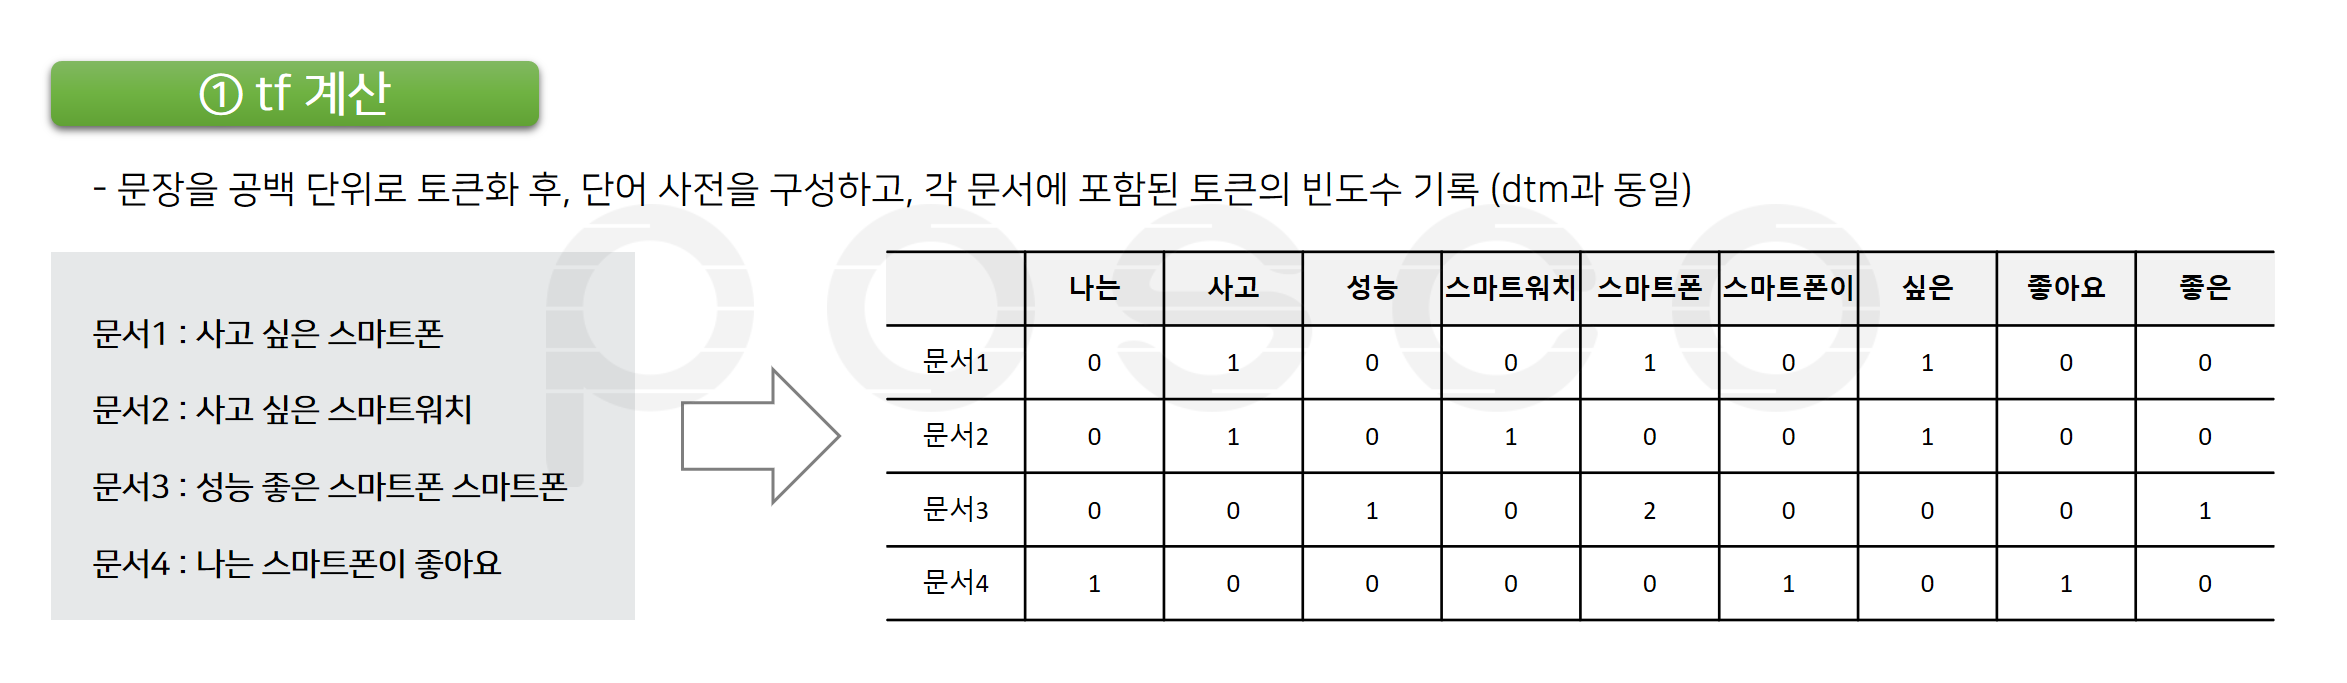 ① tf 계산
- 문장을 공백 단위로 토큰화 후, 단어 사전을 구성하고, 각 문서에 포함된 토큰의 빈도수 기록 (dtm과 동일)
문서1 : 사고 싶은 스마트폰
문서2 : 사고 싶은 스마트워치
문서3 : 성능 좋은 스마트폰 스마트폰
문서4 : 나는 스마트폰이 좋아요
나는 사고 성능 스마트워치 스마트폰 스마트폰이 싶은 좋아요 좋은
문서1 0 1 0 0 1 0 1 0 0
문서2 0 1 0 1 0 0 1 0 0
문서3 0 0 1 0 2 0 0 0 1
문서4 1 0 0 0 0 1 0 1 0
posco